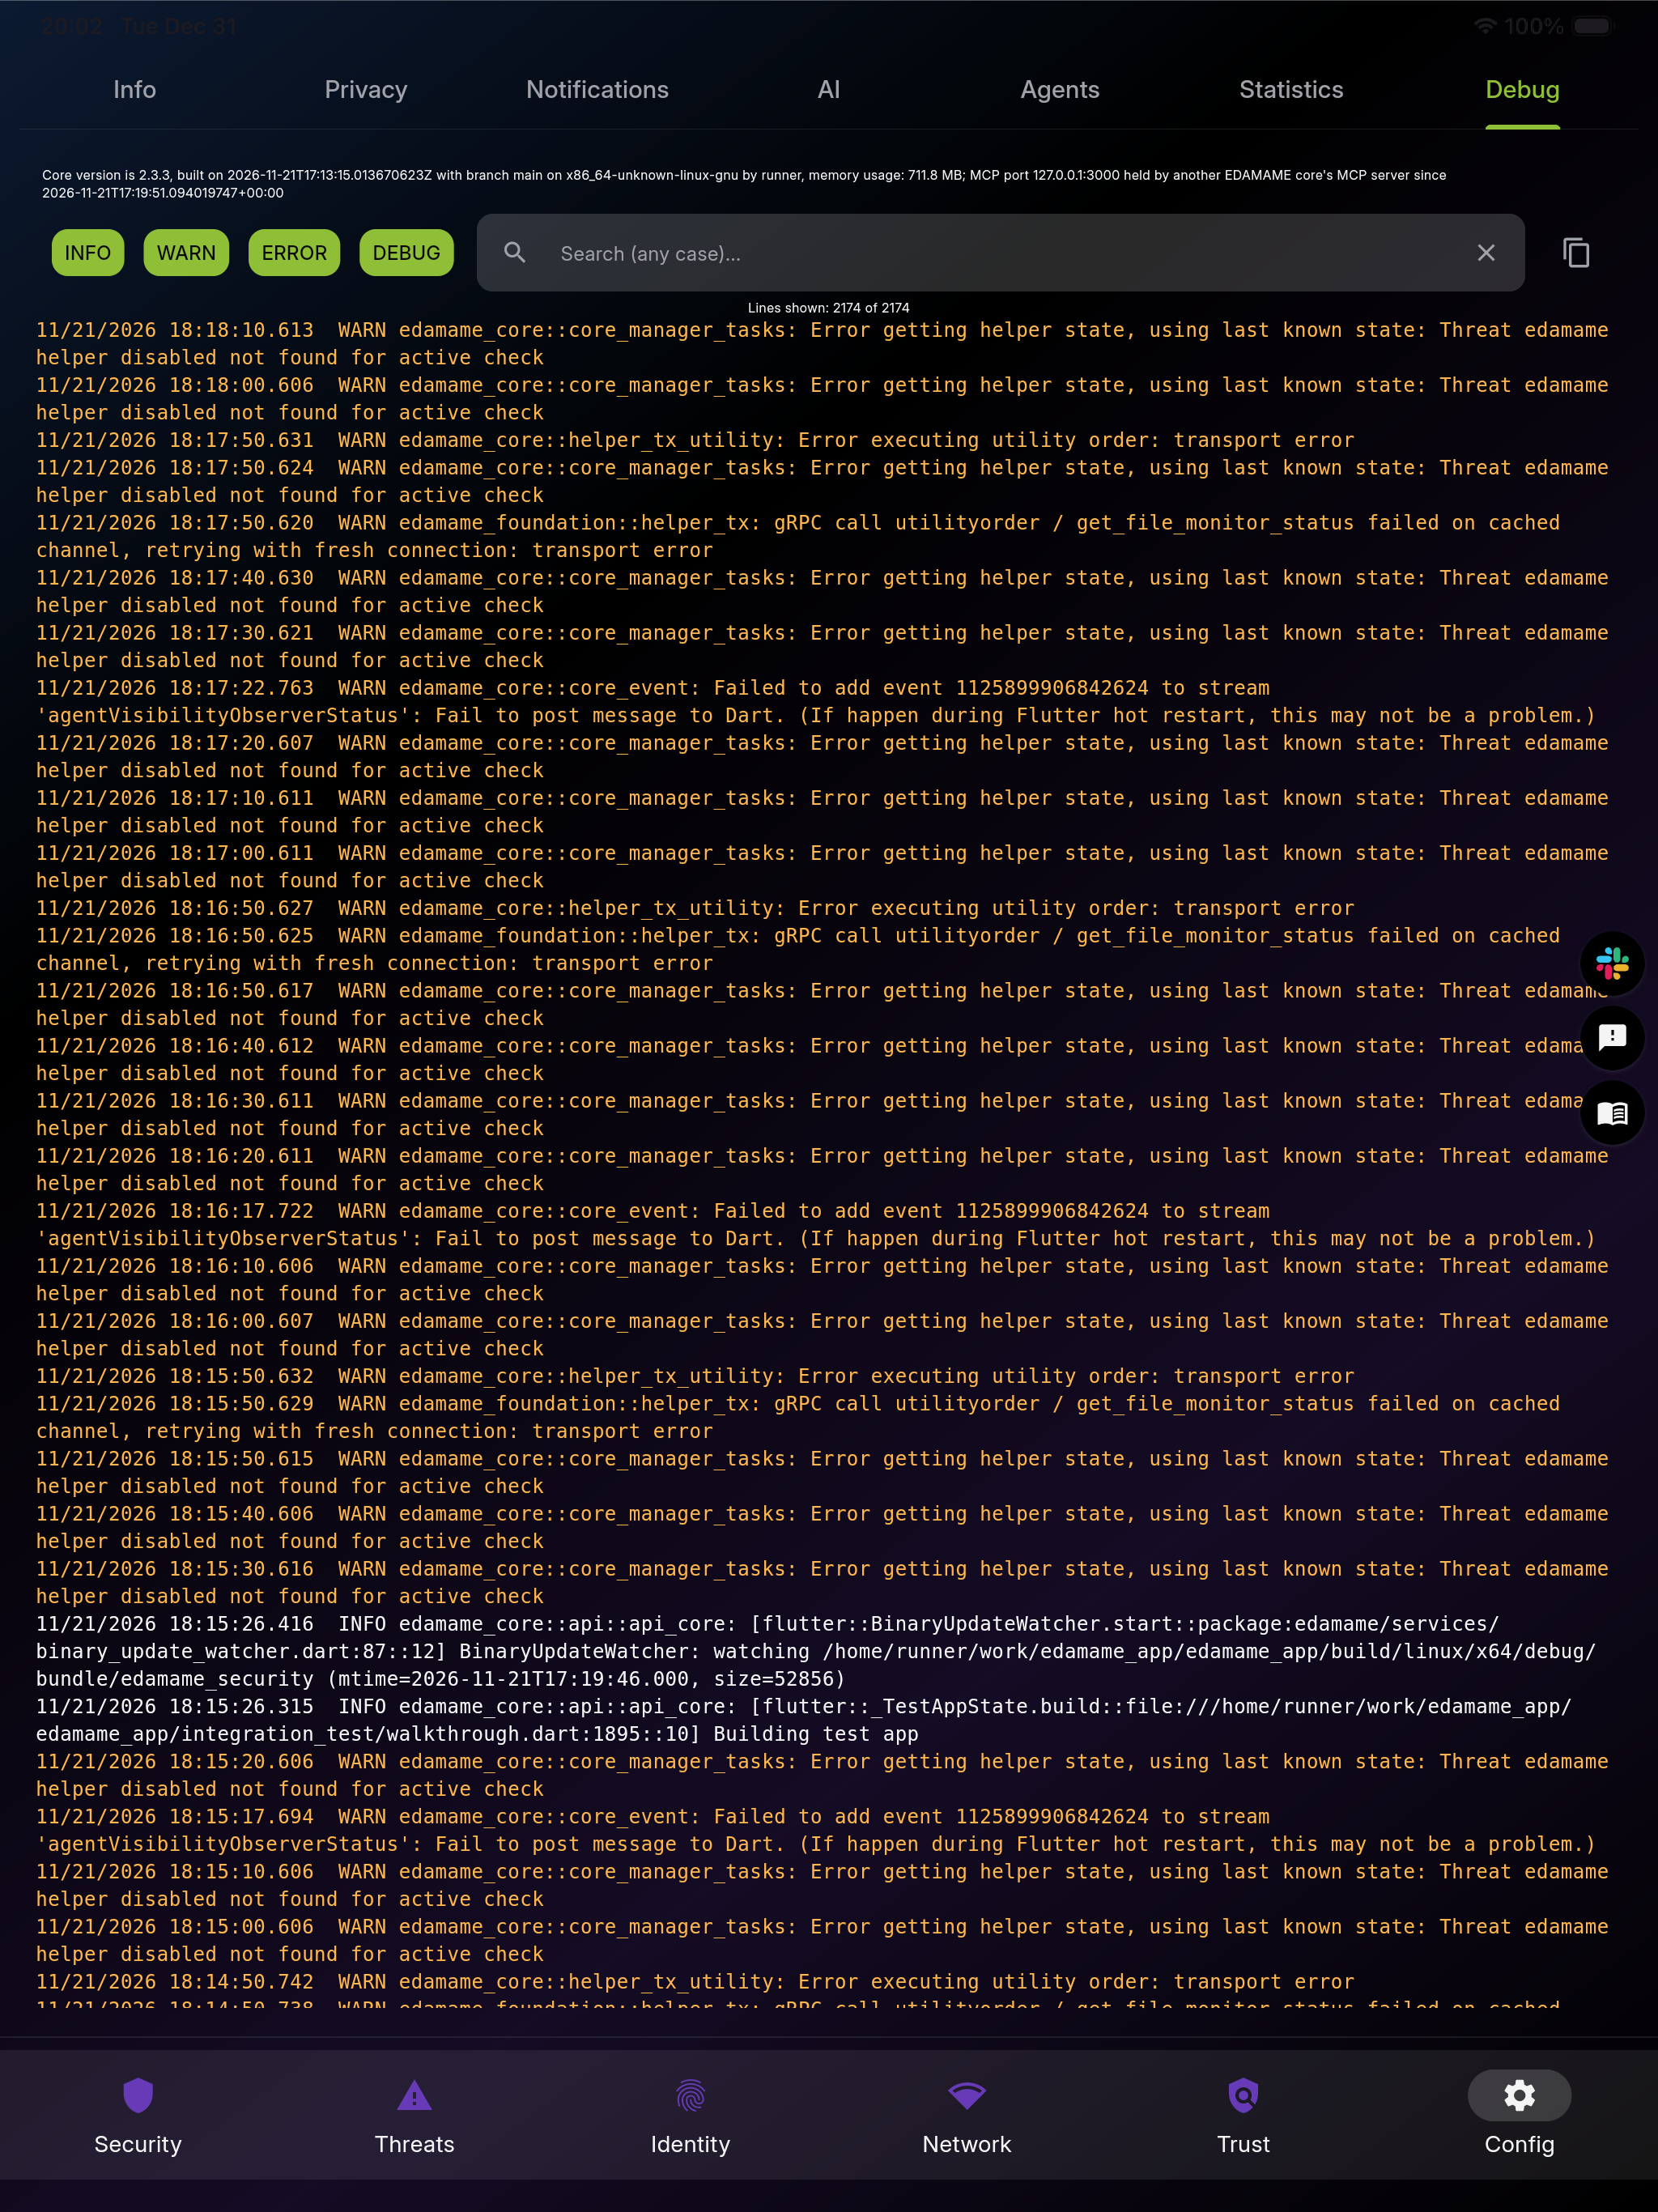 20:02 Tue Dec 31
100%
Info
Privacy
Notifications
AI
Agents
Statistics
Debug
Core version is 2.3.3, built on 2026-11-21T17:13:15.013670623Z with branch main on x86_64-unknown-linux-gnu by runner, memory usage: 711.8 MB; MCP port 127.0.0.1:3000 held by another EDAMAME core's MCP server since
2026-11-21T17:19:51.094019747+00:00
INFO
WARN
ERROR
DEBUG
Search (any case)...
Lines shown: 2174 of 2174
11/21/2026 18:18:10.613  WARN edamame_core::core_manager_tasks: Error getting helper state, using last known state: Threat edamame
helper disabled not found for active check
11/21/2026 18:18:00.606  WARN edamame_core::core_manager_tasks: Error getting helper state, using last known state: Threat edamame
helper disabled not found for active check
11/21/2026 18:17:50.631  WARN edamame_core::helper_tx_utility: Error executing utility order: transport error
11/21/2026 18:17:50.624  WARN edamame_core::core_manager_tasks: Error getting helper state, using last known state: Threat edamame
helper disabled not found for active check
11/21/2026 18:17:50.620  WARN edamame_foundation::helper_tx: gRPC call utilityorder / get_file_monitor_status failed on cached
channel, retrying with fresh connection: transport error
11/21/2026 18:17:40.630  WARN edamame_core::core_manager_tasks: Error getting helper state, using last known state: Threat edamame
helper disabled not found for active check
11/21/2026 18:17:30.621  WARN edamame_core::core_manager_tasks: Error getting helper state, using last known state: Threat edamame
helper disabled not found for active check
11/21/2026 18:17:22.763  WARN edamame_core::core_event: Failed to add event 1125899906842624 to stream
'agentVisibilityObserverStatus': Fail to post message to Dart. (If happen during Flutter hot restart, this may not be a problem.)
11/21/2026 18:17:20.607  WARN edamame_core::core_manager_tasks: Error getting helper state, using last known state: Threat edamame
helper disabled not found for active check
11/21/2026 18:17:10.611  WARN edamame_core::core_manager_tasks: Error getting helper state, using last known state: Threat edamame
helper disabled not found for active check
11/21/2026 18:17:00.611  WARN edamame_core::core_manager_tasks: Error getting helper state, using last known state: Threat edamame
helper disabled not found for active check
11/21/2026 18:16:50.627  WARN edamame_core::helper_tx_utility: Error executing utility order: transport error
11/21/2026 18:16:50.625  WARN edamame_foundation::helper_tx: gRPC call utilityorder / get_file_monitor_status failed on cached
channel, retrying with fresh connection: transport error
11/21/2026 18:16:50.617  WARN edamame_core::core_manager_tasks: Error getting helper state, using last known state: Threat edamame
helper disabled not found for active check
11/21/2026 18:16:40.612  WARN edamame_core::core_manager_tasks: Error getting helper state, using last known state: Threat edama
helper disabled not found for active check
11/21/2026 18:16:30.611  WARN edamame_core::core_manager_tasks: Error getting helper state, using last known state: Threat edama
helper disabled not found for active check
11/21/2026 18:16:20.611  WARN edamame_core::core_manager_tasks: Error getting helper state, using last known state: Threat edamame
helper disabled not found for active check
11/21/2026 18:16:17.722  WARN edamame_core::core_event: Failed to add event 1125899906842624 to stream
'agentVisibilityObserverStatus': Fail to post message to Dart. (If happen during Flutter hot restart, this may not be a problem.)
11/21/2026 18:16:10.606  WARN edamame_core::core_manager_tasks: Error getting helper state, using last known state: Threat edamame
helper disabled not found for active check
11/21/2026 18:16:00.607  WARN edamame_core::core_manager_tasks: Error getting helper state, using last known state: Threat edamame
helper disabled not found for active check
11/21/2026 18:15:50.632  WARN edamame_core::helper_tx_utility: Error executing utility order: transport error
11/21/2026 18:15:50.629  WARN edamame_foundation::helper_tx: gRPC call utilityorder / get_file_monitor_status failed on cached
channel, retrying with fresh connection: transport error
11/21/2026 18:15:50.615  WARN edamame_core::core_manager_tasks: Error getting helper state, using last known state: Threat edamame
helper disabled not found for active check
11/21/2026 18:15:40.606  WARN edamame_core::core_manager_tasks: Error getting helper state, using last known state: Threat edamame
helper disabled not found for active check
11/21/2026 18:15:30.616  WARN edamame_core::core_manager_tasks: Error getting helper state, using last known state: Threat edamame
helper disabled not found for active check
11/21/2026 18:15:26.416  INFO edamame_core::api::api_core: [flutter::BinaryUpdateWatcher.start::package:edamame/services/
binary_update_watcher.dart:87::12] BinaryUpdateWatcher: watching /home/runner/work/edamame_app/edamame_app/build/linux/x64/debug/
bundle/edamame_security (mtime=2026-11-21T17:19:46.000, size=52856)
11/21/2026 18:15:26.315  INFO edamame_core::api::api_core: [flutter::_TestAppState.build::file:///home/runner/work/edamame_app/
edamame_app/integration_test/walkthrough.dart:1895::10] Building test app
11/21/2026 18:15:20.606  WARN edamame_core::core_manager_tasks: Error getting helper state, using last known state: Threat edamame
helper disabled not found for active check
11/21/2026 18:15:17.694  WARN edamame_core::core_event: Failed to add event 1125899906842624 to stream
'agentVisibilityObserverStatus': Fail to post message to Dart. (If happen during Flutter hot restart, this may not be a problem.)
11/21/2026 18:15:10.606  WARN edamame_core::core_manager_tasks: Error getting helper state, using last known state: Threat edamame
helper disabled not found for active check
11/21/2026 18:15:00.606  WARN edamame_core::core_manager_tasks: Error getting helper state, using last known state: Threat edamame
helper disabled not found for active check
11/21/2026 18:14:50.742  WARN edamame_core::helper_tx_utility: Error executing utility order: transport error
11/21/2026 18:14:50.738  WARN edamame_foundation::helper_tx: gRPC call utilityorder / get_file_monitor_status failed on cached
Security
Threats
Identity
Network
Trust
Config